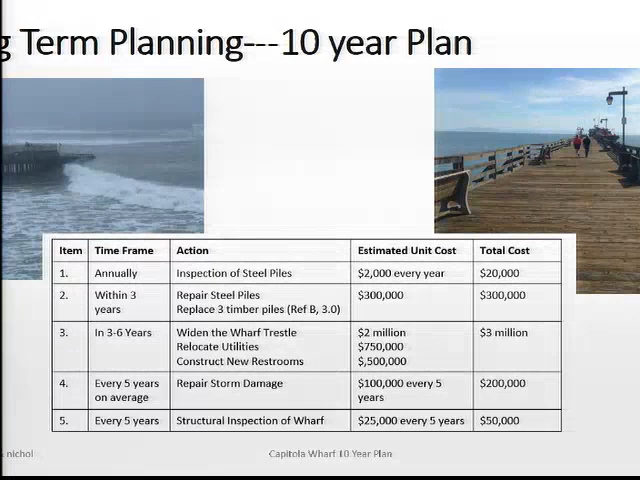 g Term Planning---10 year Plan
Item Time Frame Action Estimated Unit Cost Total Cost
1. Annually Inspection of Steel Piles $2,000 every year $20,000
2. Within 3 years Repair Steel Piles $300,000 $300,000
Replace 3 timber piles (Ref B, 3.0)
3. In 3-6 Years Widen the Wharf Trestle $2 million $3 million
Relocate Utilities $750,000
Construct New Restrooms $,500,000
4. Every 5 years on average Repair Storm Damage $100,000 every 5 years $200,000
5. Every 5 years Structural Inspection of Wharf $25,000 every 5 years $50,000
nichol Capitola Wharf 10 Year Plan